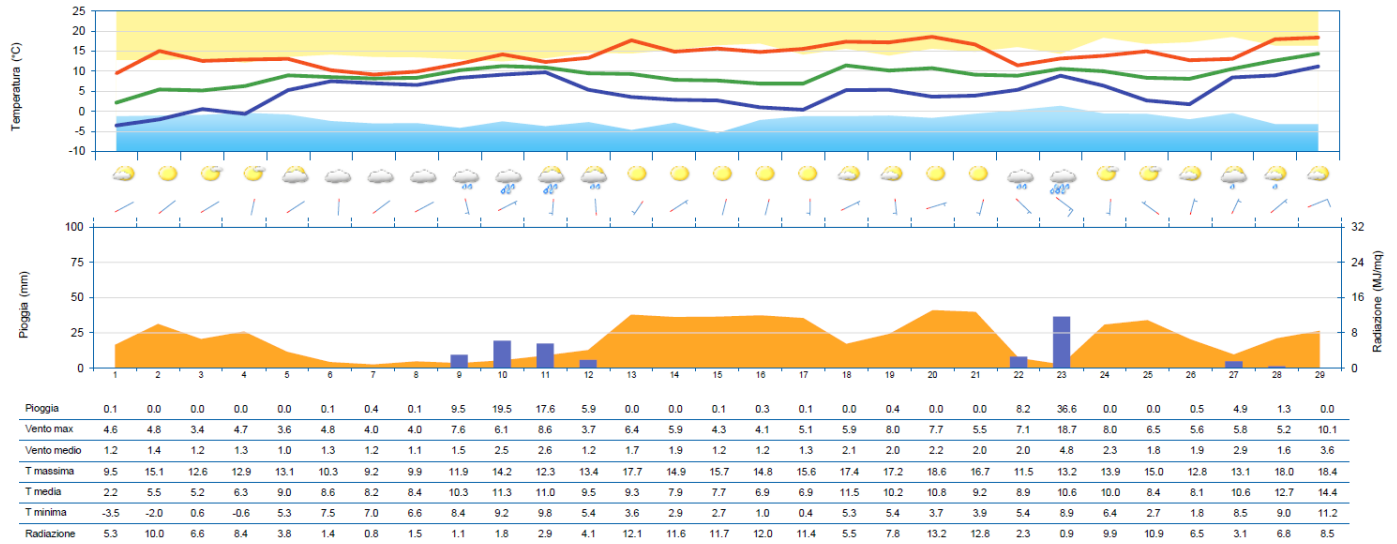 Temperatura (°C)
25
20
15
10
5
0
-5
-10
Pioggia (mm)
100
75
50
25
0
32
24
16
8
0
Radiazione (MJ/mq)
1 2 3 4 5 6 7 8 9 10 11 12 13 14 15 16 17 18 19 20 21 22 23 24 25 26 27 28 29
Pioggia 0.1 0.0 0.0 0.0 0.0 0.1 0.4 0.1 9.5 19.5 17.6 5.9 0.0 0.0 0.1 0.3 0.1 0.0 0.4 0.0 0.0 8.2 36.6 0.0 0.0 0.5 4.9 1.3 0.0
Vento max 4.6 4.8 3.4 4.7 3.6 4.8 4.0 4.0 7.6 6.1 8.6 3.7 6.4 5.9 4.3 4.1 5.1 5.9 8.0 7.7 5.5 7.1 18.7 8.0 6.5 5.6 5.8 5.2 10.1
Vento medio 1.2 1.4 1.2 1.3 1.0 1.3 1.2 1.1 1.5 2.5 2.6 1.2 1.7 1.9 1.2 1.2 1.3 2.1 2.0 2.2 2.0 2.0 4.8 2.3 1.8 1.9 2.9 1.6 3.6
T massima 9.5 15.1 12.6 12.9 13.1 10.3 9.2 9.9 11.9 14.2 12.3 13.4 17.7 14.9 15.7 14.8 15.6 17.4 17.2 18.6 16.7 11.5 13.2 13.9 15.0 12.8 13.1 18.0 18.4
T media 2.2 5.5 5.2 6.3 9.0 8.6 8.2 8.4 10.3 11.3 11.0 9.5 9.3 7.9 7.7 6.9 6.9 11.5 10.2 10.8 9.2 8.9 10.6 10.0 8.4 8.1 10.6 12.7 14.4
T minima -3.5 -2.0 0.6 -0.6 5.3 7.5 7.0 6.6 8.4 9.2 9.8 5.4 3.6 2.9 2.7 1.0 0.4 5.3 5.4 3.7 3.9 5.4 8.9 6.4 2.7 1.8 8.5 9.0 11.2
Radiazione 5.3 10.0 6.6 8.4 3.8 1.4 0.8 1.5 1.1 1.8 2.9 4.1 12.1 11.6 11.7 12.0 11.4 5.5 7.8 13.2 12.8 2.3 0.9 9.9 10.9 6.5 3.1 6.8 8.5